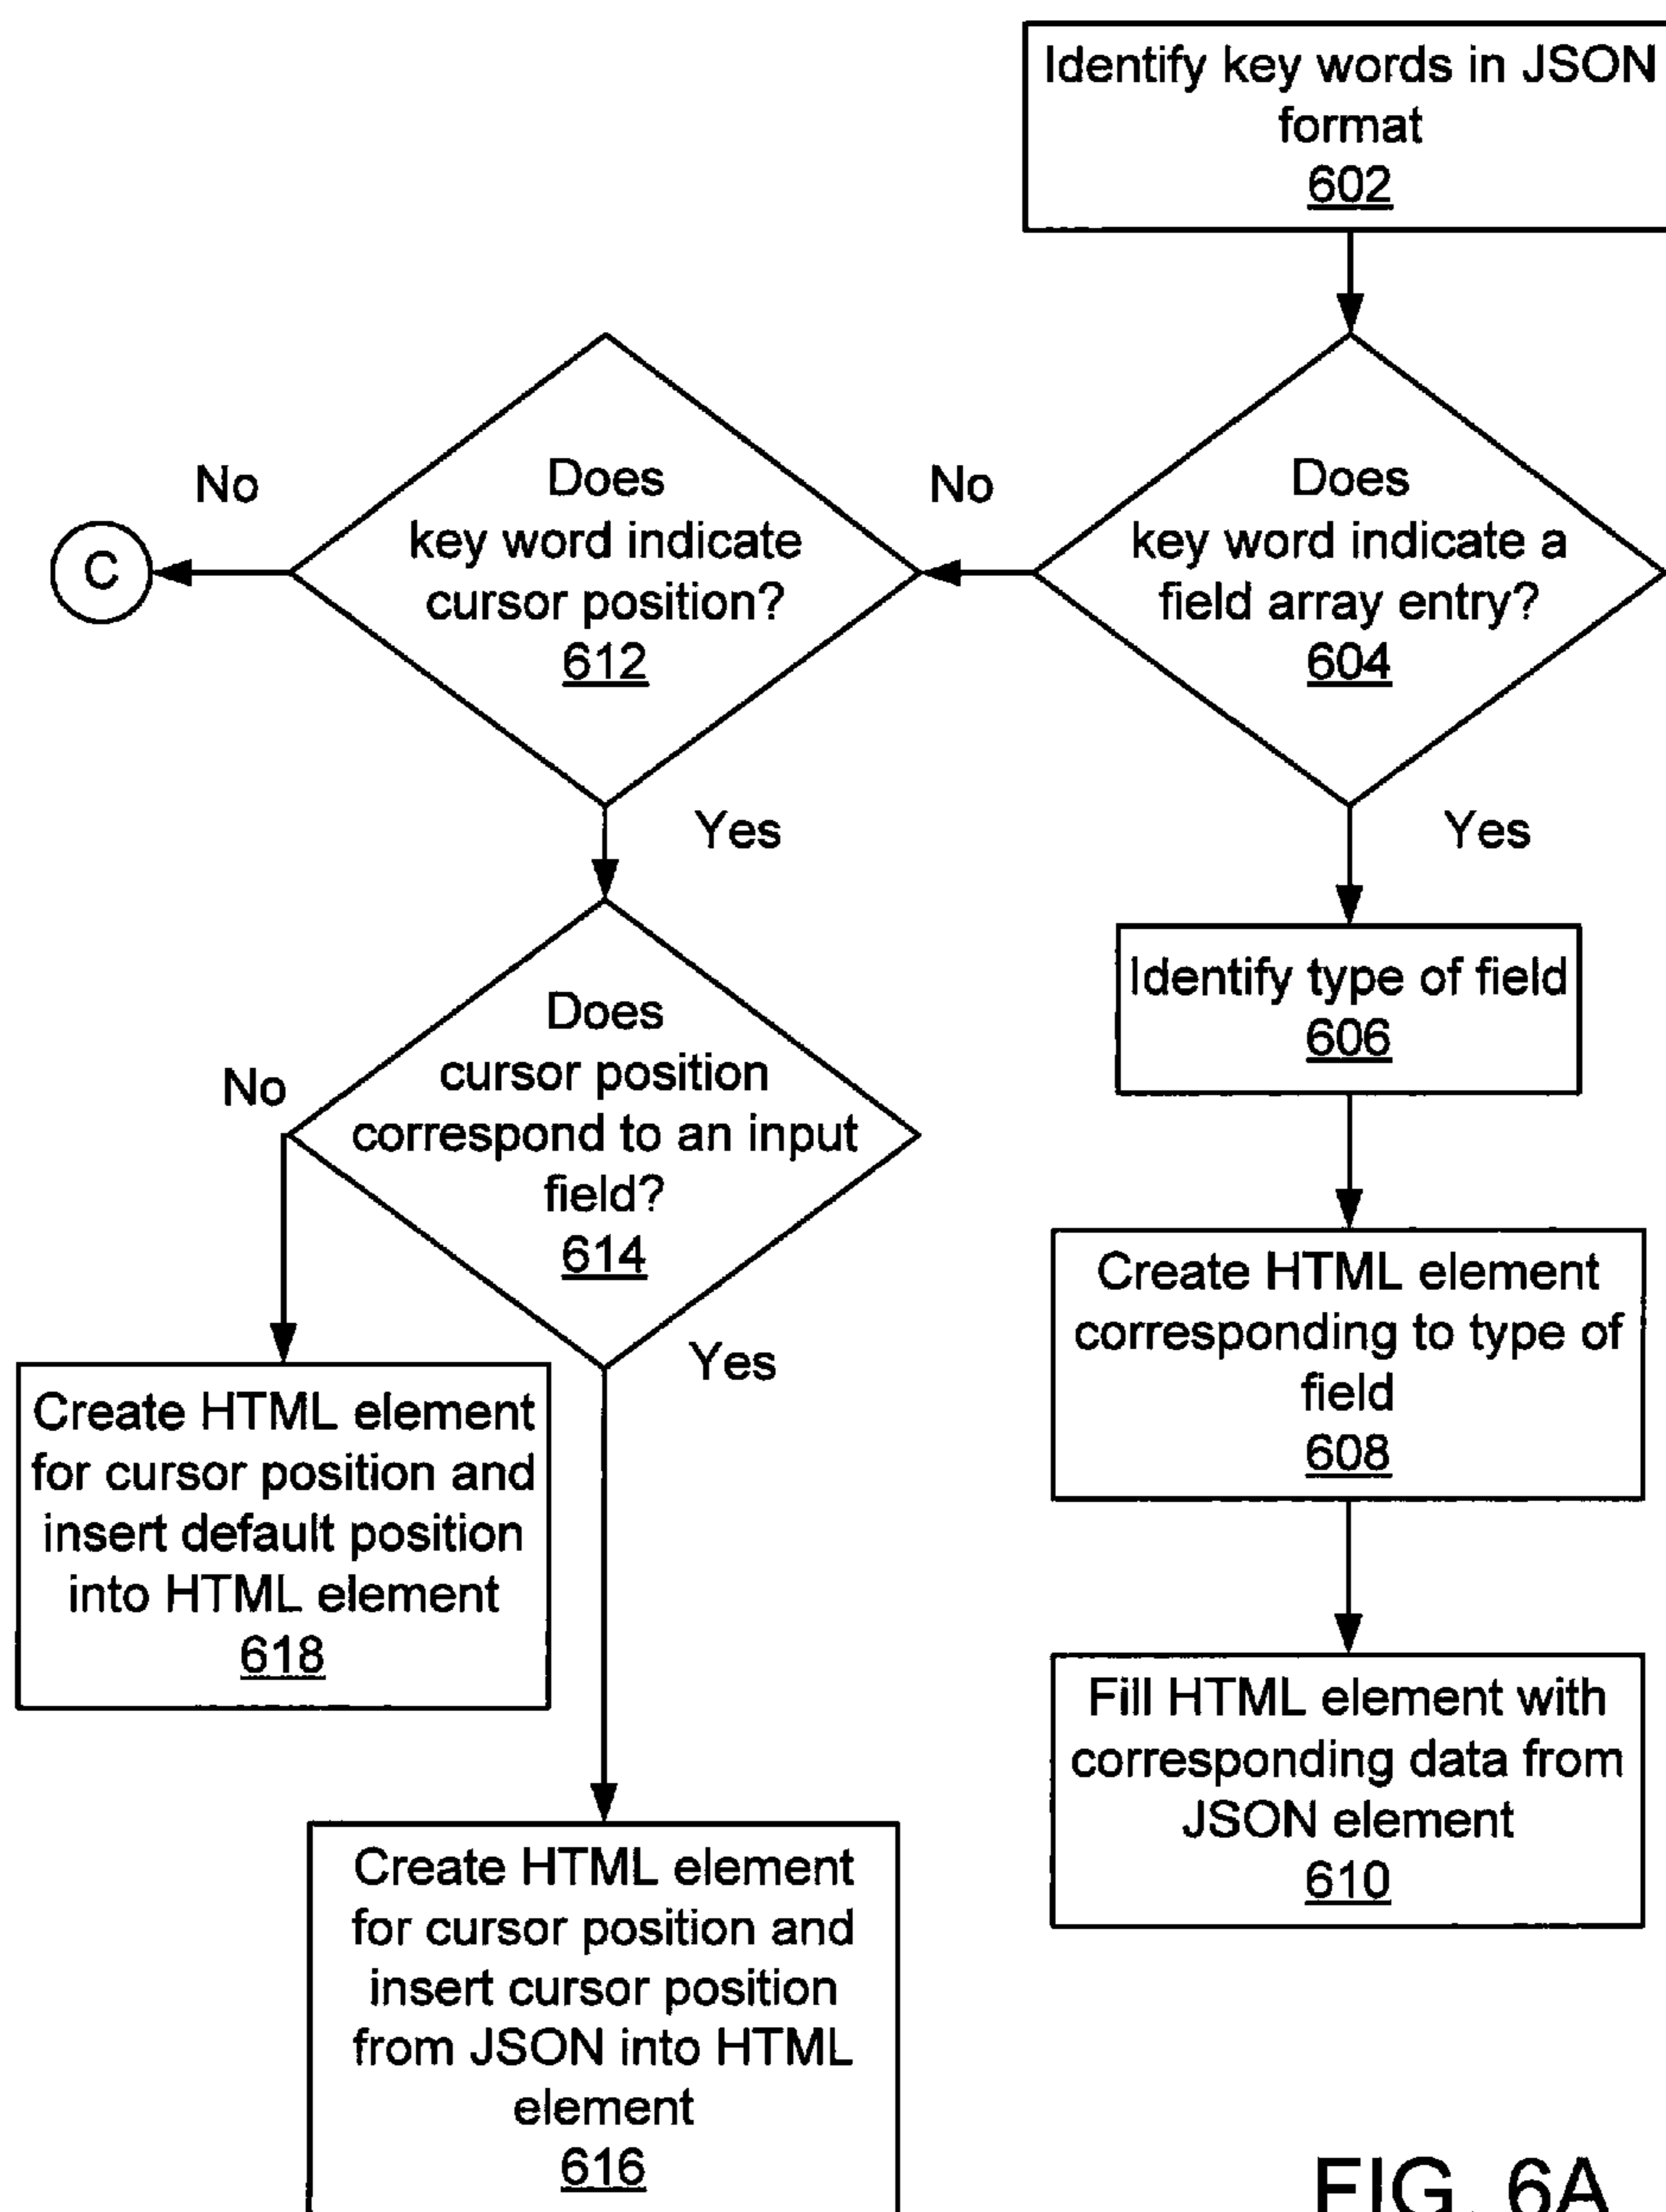 Identify key words in JSON
format
602
Does
key word indicate a
field array entry?
604
No
Yes
Does
key word indicate
cursor position?
612
No
C
Yes
Identify type of field
606
Create HTML element
corresponding to type of
field
608
Fill HTML element with
corresponding data from
JSON element
610
Does
cursor position
correspond to an input
field?
614
No
Yes
Create HTML element
for cursor position and
insert default position
into HTML element
618
Create HTML element
for cursor position and
insert cursor position
from JSON into HTML
element
616
FIG. 6A